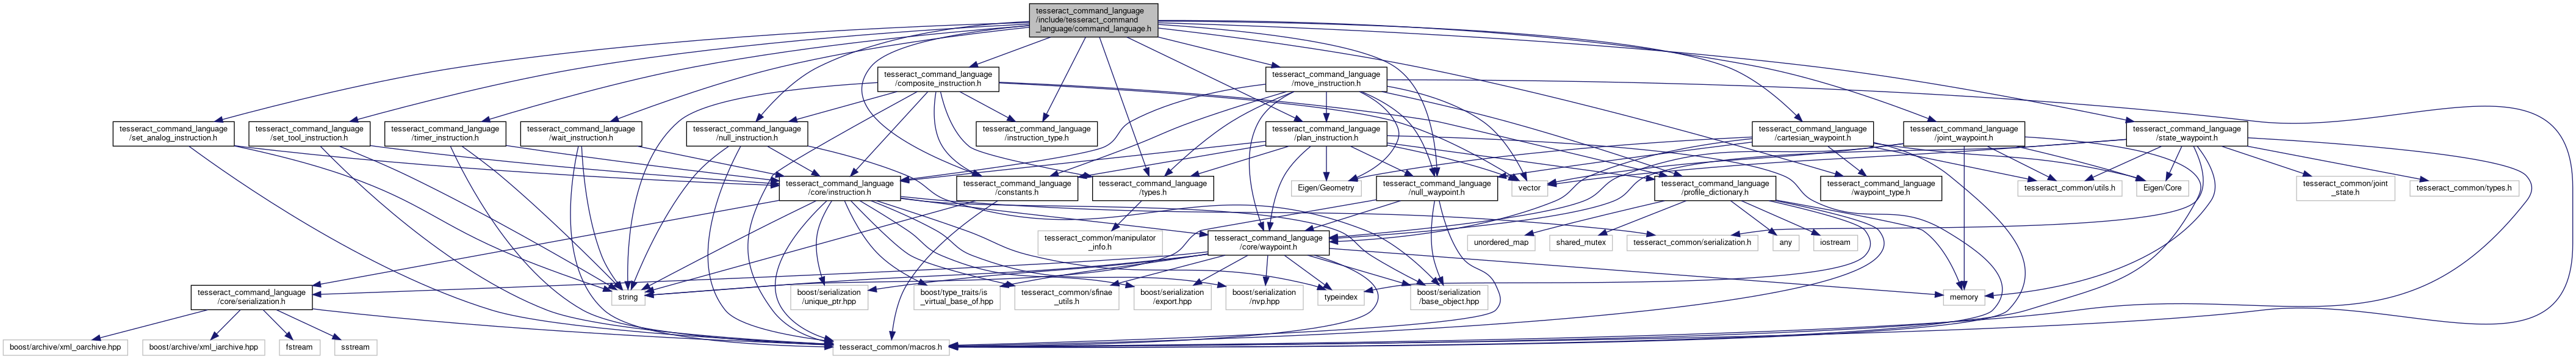 tesseract_command_language
/include/tesseract_command
_language/command_language.h
tesseract_command_language
/composite_instruction.h
tesseract_command_language
/move_instruction.h
tesseract_command_language
/set_analog_instruction.h
tesseract_command_language
/set_tool_instruction.h
tesseract_command_language
/timer_instruction.h
tesseract_command_language
/wait_instruction.h
tesseract_command_language
/null_instruction.h
tesseract_command_language
/instruction_type.h
tesseract_command_language
/plan_instruction.h
tesseract_command_language
/cartesian_waypoint.h
tesseract_command_language
/joint_waypoint.h
tesseract_command_language
/state_waypoint.h
tesseract_command_language
/core/instruction.h
tesseract_command_language
/constants.h
tesseract_command_language
/types.h
Eigen/Geometry
tesseract_command_language
/null_waypoint.h
vector
tesseract_command_language
/profile_dictionary.h
tesseract_command_language
/waypoint_type.h
tesseract_common/utils.h
Eigen/Core
tesseract_common/joint
_state.h
tesseract_common/types.h
tesseract_common/manipulator
_info.h
tesseract_command_language
/core/waypoint.h
unordered_map
shared_mutex
tesseract_common/serialization.h
any
iostream
tesseract_command_language
/core/serialization.h
string
boost/serialization
/unique_ptr.hpp
boost/type_traits/is
_virtual_base_of.hpp
tesseract_common/sfinae
_utils.h
boost/serialization
/export.hpp
boost/serialization
/nvp.hpp
typeindex
boost/serialization
/base_object.hpp
memory
boost/archive/xml_oarchive.hpp
boost/archive/xml_iarchive.hpp
fstream
sstream
tesseract_common/macros.h